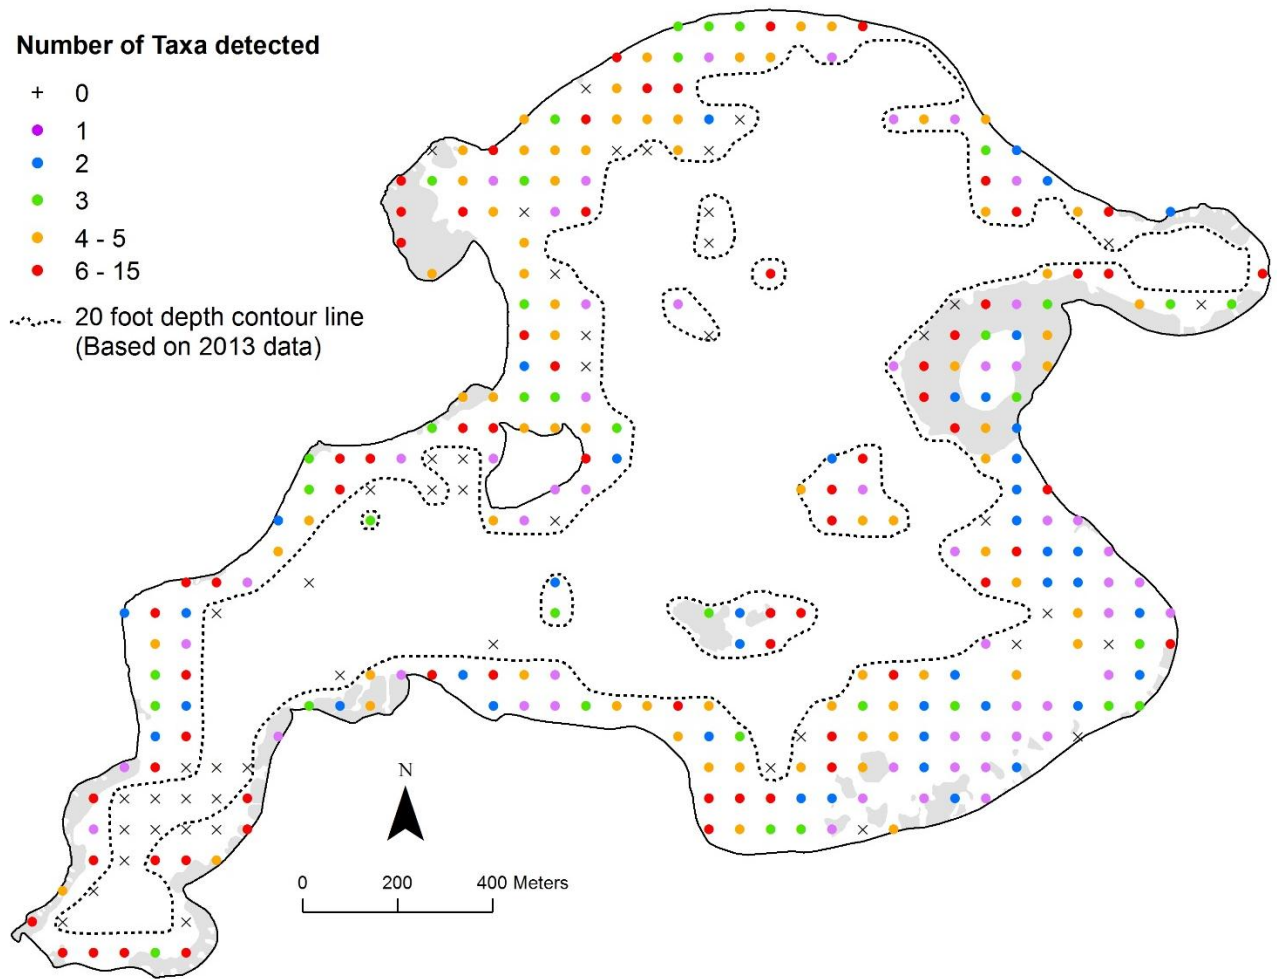 Number of Taxa detected
+ 0
1
2
3
4 - 5
6 - 15
20 foot depth contour line
(Based on 2013 data)
N
0 200 400 Meters